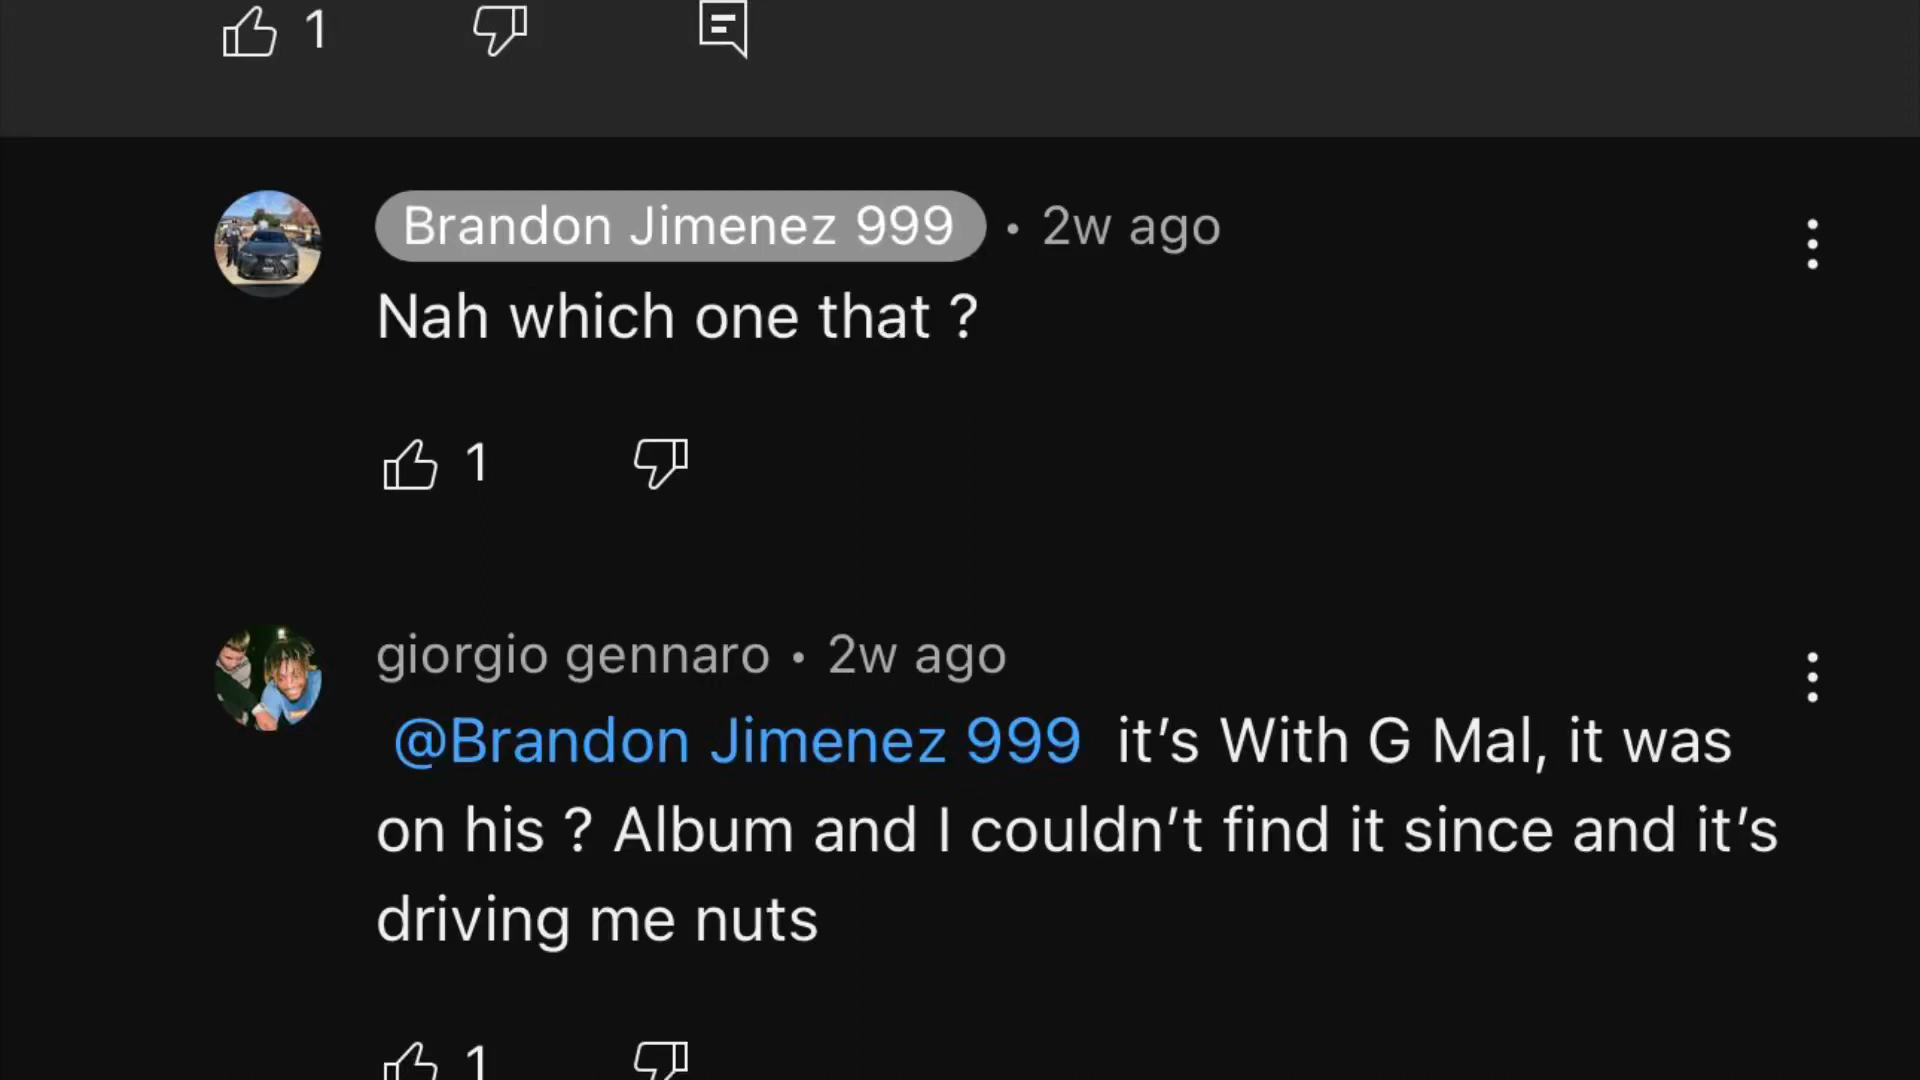 1
Brandon Jimenez 999 • 2w ago
Nah which one that ?
1
giorgio gennaro • 2w ago
@Brandon Jimenez 999 it’s With G Mal, it was
on his ? Album and I couldn’t find it since and it’s
driving me nuts
1